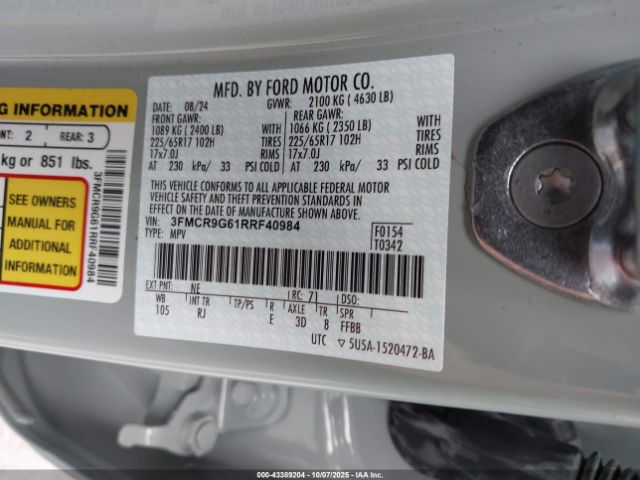 MFD. BY FORD MOTOR CO.
DATE: 08/24 GVWR: 2100 KG ( 4630 LB)
FRONT GAWR: REAR GAWR:
1089 KG ( 2400 LB) WITH 1066 KG ( 2350 LB) WITH
225/65R17 102H TIRES 225/65R17 102H TIRES
17x7.0J RIMS 17x7.0J RIMS
AT 230 kPa/ 33 PSI COLD AT 230 kPa/ 33 PSI COLD
THIS VEHICLE CONFORMS TO ALL APPLICABLE FEDERAL MOTOR
VEHICLE SAFETY AND THEFT PREVENTION STANDARDS IN EFFECT ON THE DATE OF MANUFACTURE SHOWN ABOVE.
VIN: 3FMCR9G61RRF40984 F0154
TYPE: MPV T0342
EXT PNT: NE RC: 7 DSO:
WB INT TR TP/PS R AXLE TR SPR
105 RJ E 3D 8 FFBB
UTC ▽ 5U5A-1520472-BA
G INFORMATION
NT: 2 REAR: 3
kg or 851 lbs.
SEE OWNERS
MANUAL FOR
ADDITIONAL
INFORMATION
3FMCR9G61RRF40984
000-43389204 - 10/07/2025 - IAAI.com